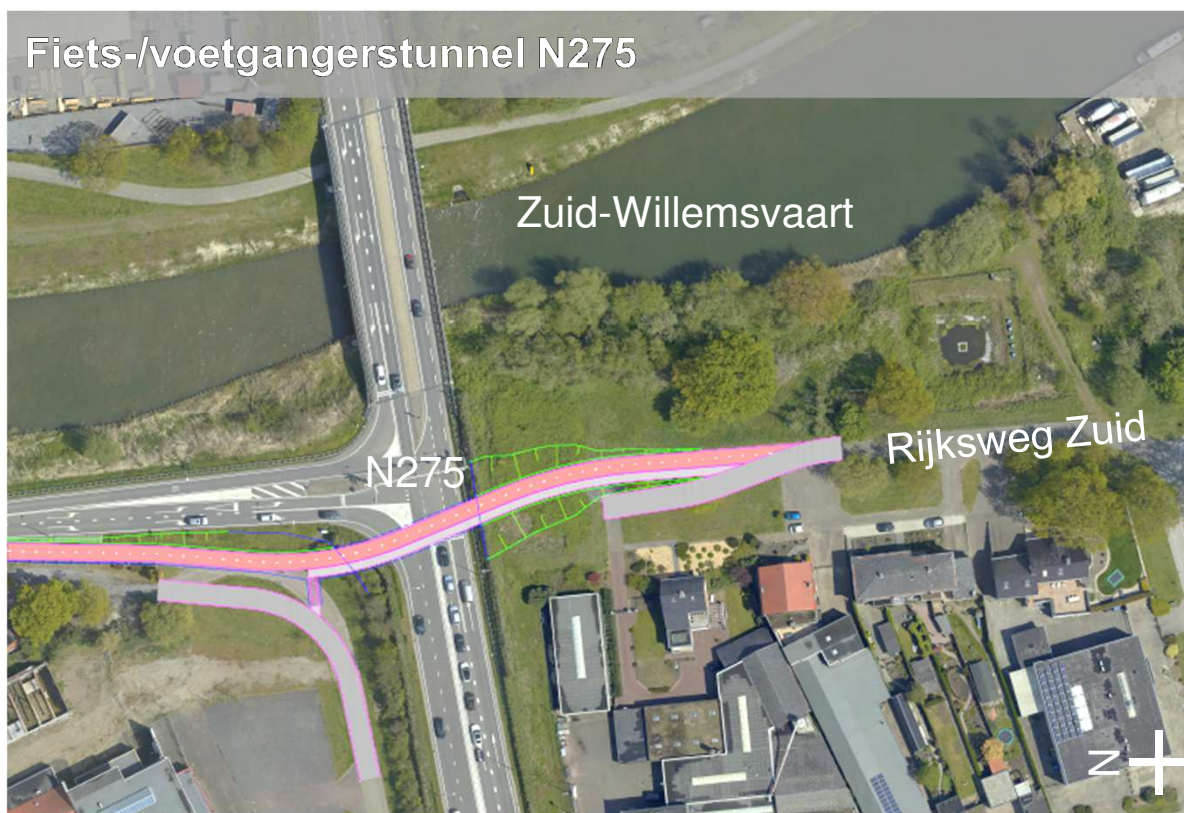 Fiets-/voetgangerstunnel N275
Zuid-Willemsvaart
Rijksweg Zuid
N275
N